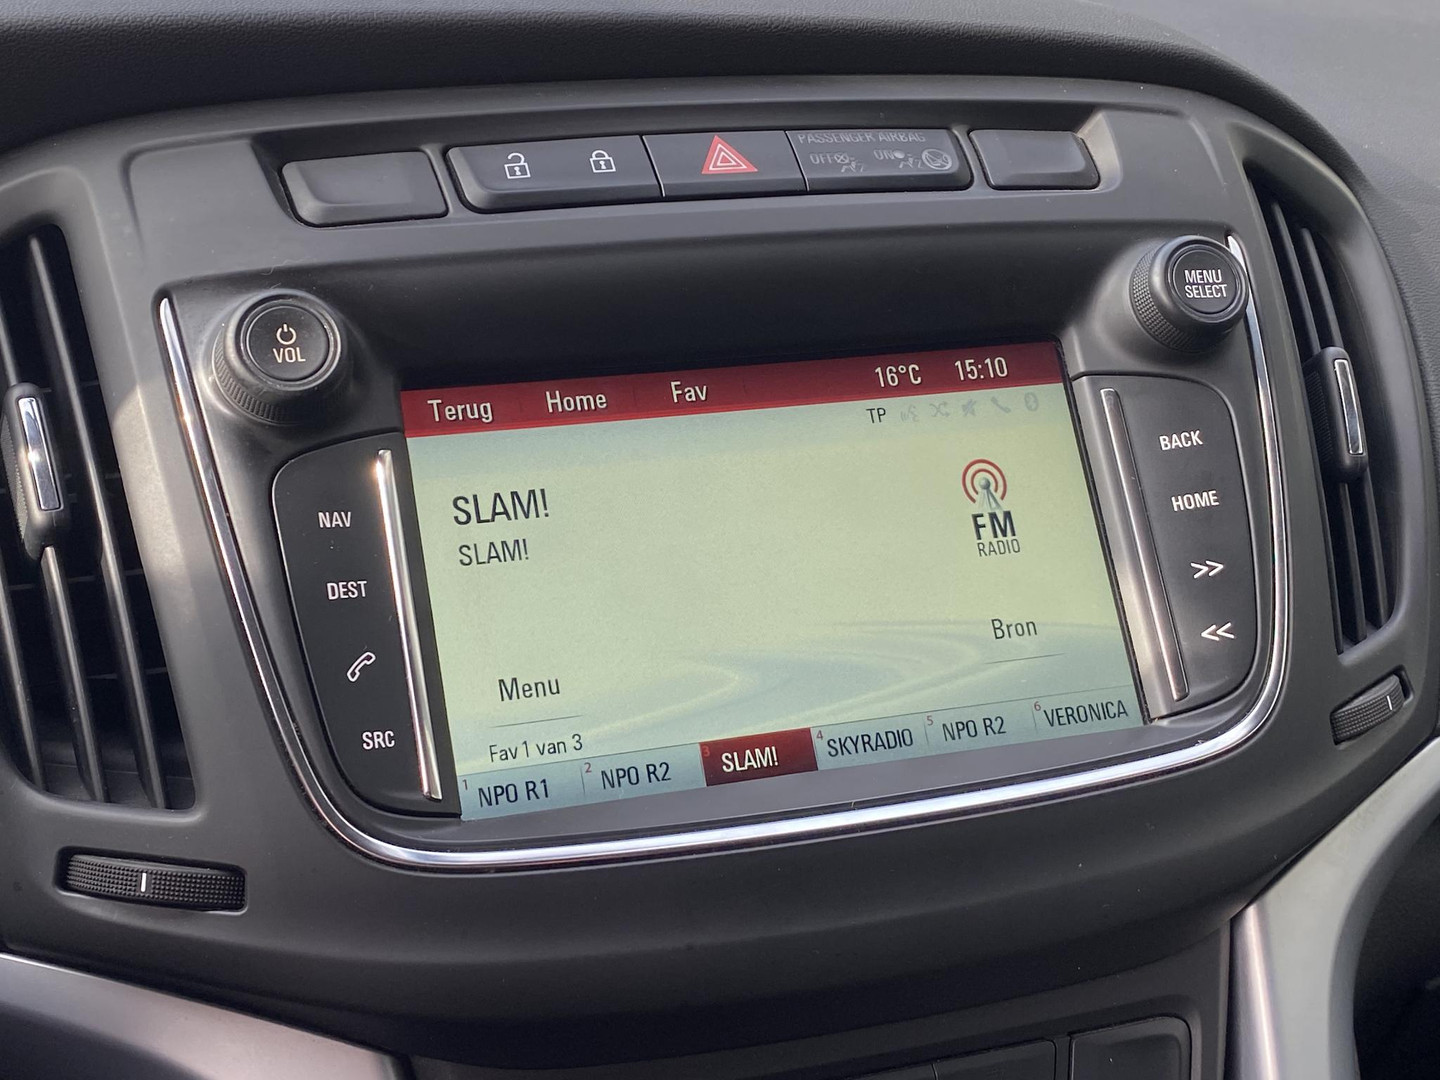 PASSENGER AIRBAG
OFF ON
MENU
SELECT
VOL
Terug Home Fav 16°C 15:10
TP
NAV
DEST
SRC
SLAM!
SLAM!
FM
RADIO
Bron
Menu
Fav 1 van 3
1 NPO R1 2 NPO R2 3 SLAM! 4 SKYRADIO 5 NPO R2 6 VERONICA
BACK
HOME
>>
<<